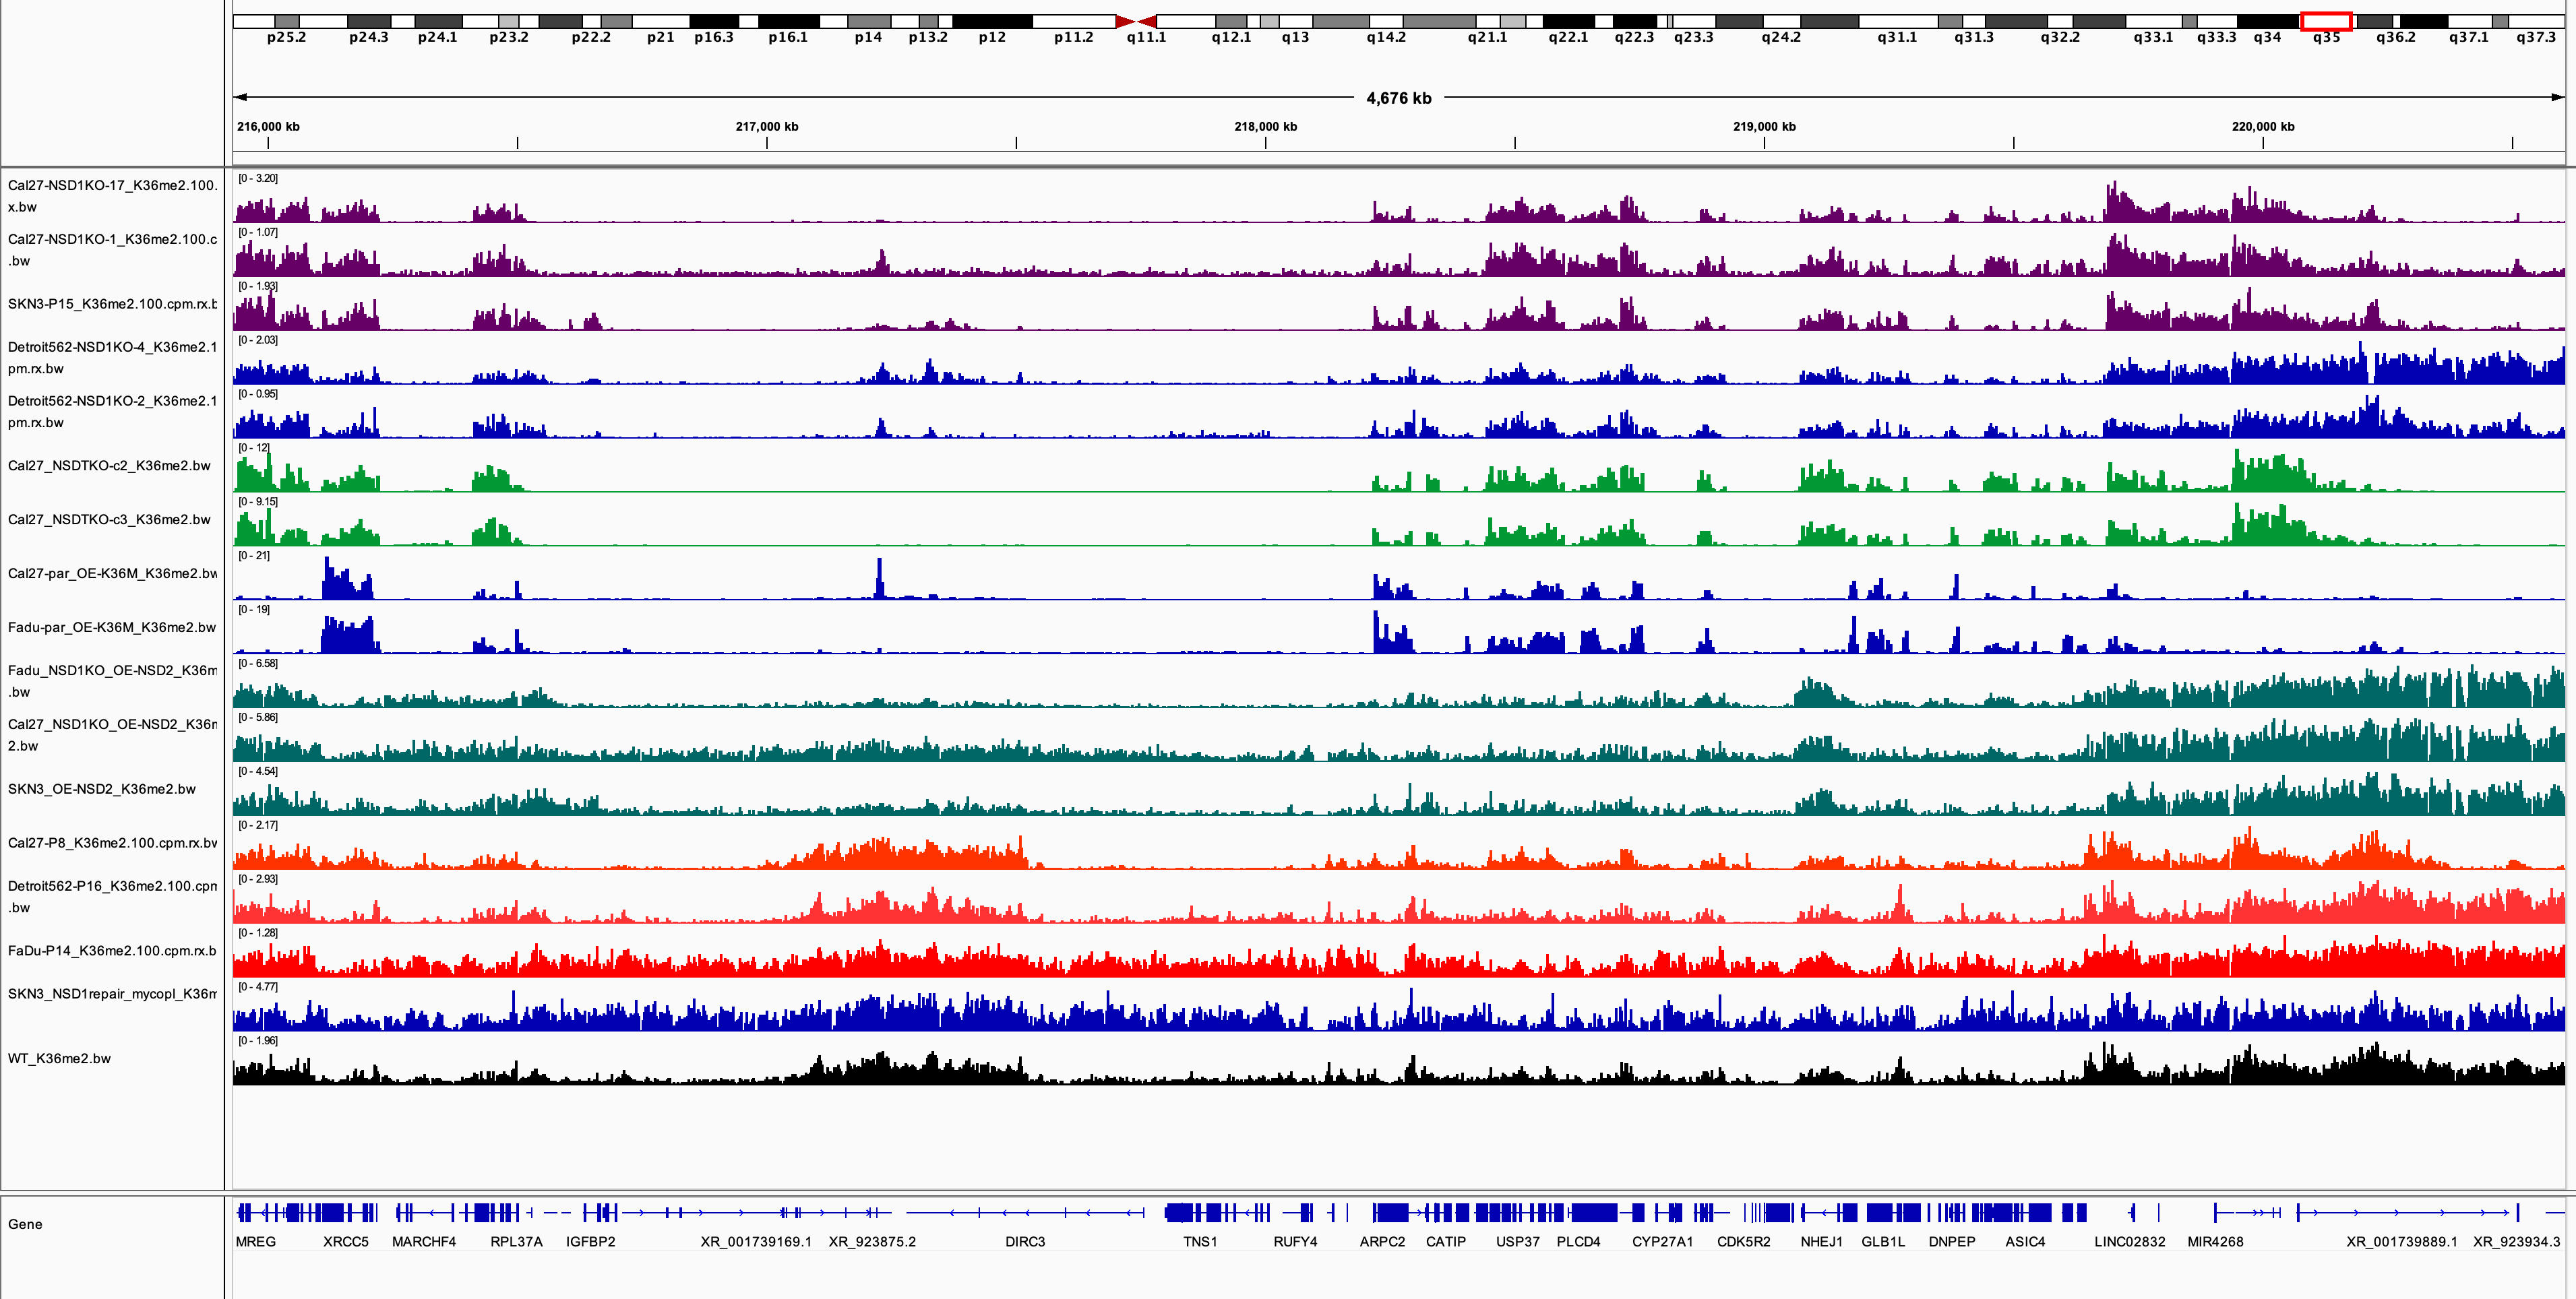 p25.2 p24.3 p24.1 p23.2 p22.2 p21 p16.3 p16.1 p14 p13.2 p12 p11.2 q11.1 q12.1 q13 q14.2 q21.1 q22.1 q22.3 q23.3 q24.2 q31.1 q31.3 q32.2 q33.1 q33.3 q34 q35 q36.2 q37.1 q37.3
4,676 kb
216,000 kb 217,000 kb 218,000 kb 219,000 kb 220,000 kb
[0 - 3.20]
Cal27-NSD1KO-17_K36me2.100.
x.bw
[0 - 1.07]
Cal27-NSD1KO-1_K36me2.100.c
.bw
[0 - 1.93]
SKN3-P15_K36me2.100.cpm.rx.b
[0 - 2.03]
Detroit562-NSD1KO-4_K36me2.1
pm.rx.bw
[0 - 0.95]
Detroit562-NSD1KO-2_K36me2.1
pm.rx.bw
[0 - 12]
Cal27_NSDTKO-c2_K36me2.bw
[0 - 9.15]
Cal27_NSDTKO-c3_K36me2.bw
[0 - 21]
Cal27-par_OE-K36M_K36me2.bw
[0 - 19]
Fadu-par_OE-K36M_K36me2.bw
[0 - 6.58]
Fadu_NSD1KO_OE-NSD2_K36m
.bw
[0 - 5.86]
Cal27_NSD1KO_OE-NSD2_K36m
2.bw
[0 - 4.54]
SKN3_OE-NSD2_K36me2.bw
[0 - 2.17]
Cal27-P8_K36me2.100.cpm.rx.bw
[0 - 2.93]
Detroit562-P16_K36me2.100.cpm
.bw
[0 - 1.28]
FaDu-P14_K36me2.100.cpm.rx.b
[0 - 4.77]
SKN3_NSD1repair_mycopl_K36m
[0 - 1.96]
WT_K36me2.bw
Gene
MREG XRCC5 MARCHF4 RPL37A IGFBP2 XR_001739169.1 XR_923875.2 DIRC3 TNS1 RUFY4 ARPC2 CATIP USP37 PLCD4 CYP27A1 CDK5R2 NHEJ1 GLB1L DNPEP ASIC4 LINC02832 MIR4268 XR_001739889.1 XR_923934.3